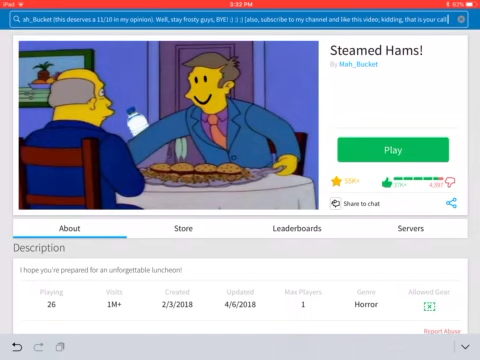 iPad 3:33 PM 62%
ah_Bucket (this deserves a 11/10 in my opinion). Well, stay frosty guys, BYE! :) :) :) [also, subscribe to my channel and like this video; kidding, that is your call
Steamed Hams!
By Mah_Bucket
Play
55K+ 37K+ 4,397
Share to chat
About Store Leaderboards Servers
Description
I hope you're prepared for an unforgettable luncheon!
Playing Visits Created Updated Max Players Genre Allowed Gear
26 1M+ 2/3/2018 4/6/2018 1 Horror
Report Abuse